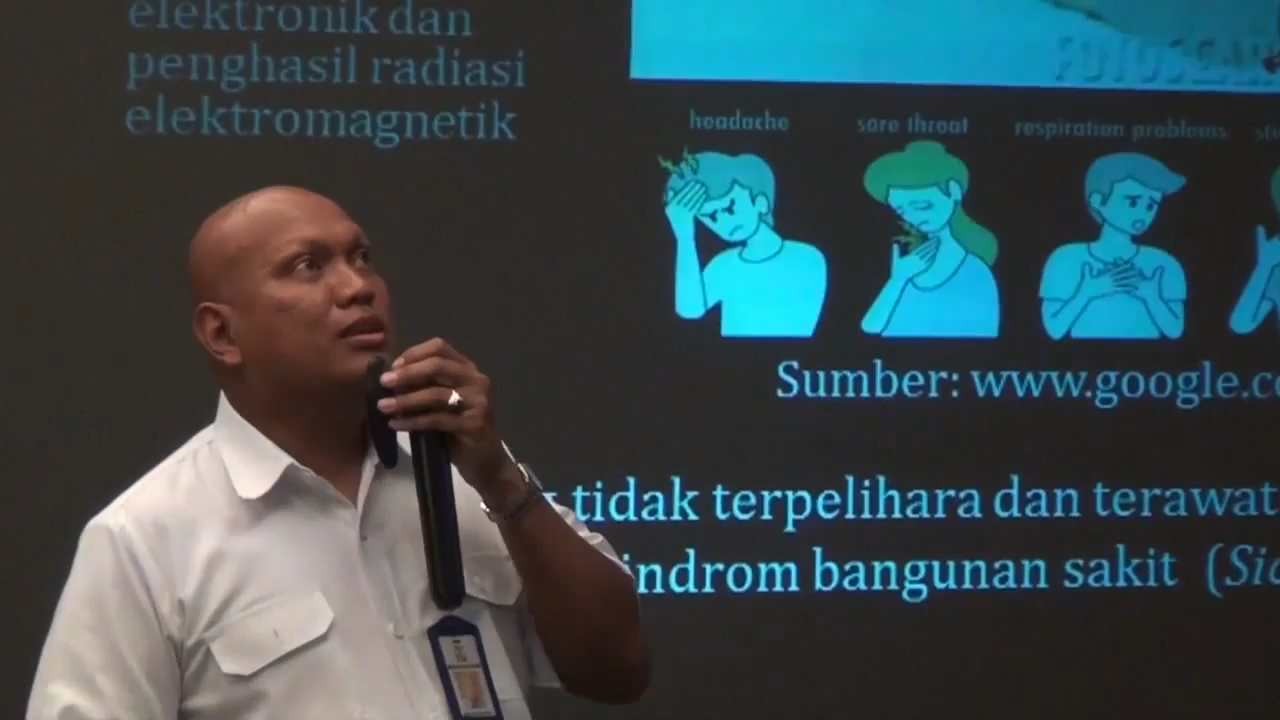 elektronik dan
penghasil radiasi
elektromagnetik
headache
sore throat
respiration problems
Sumber: www.google.c
tidak terpelihara dan terawat
indrom bangunan sakit (Sic